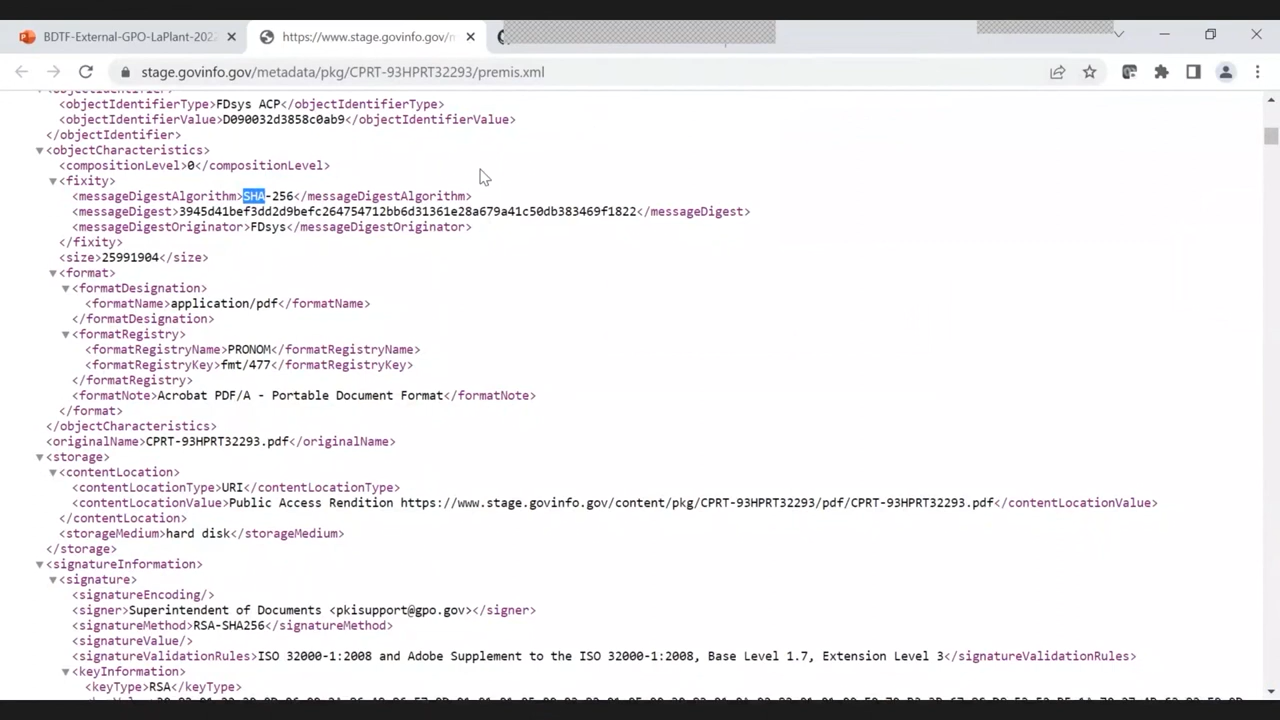 BDTF-External-GPO-LaPlant-2022
https://www.stage.govinfo.gov/m
stage.govinfo.gov/metadata/pkg/CPRT-93HPRT32293/premis.xml
<objectIdentifier>
<objectIdentifierType>FDsys ACP</objectIdentifierType>
<objectIdentifierValue>D090032d3858c0ab9</objectIdentifierValue>
</objectIdentifier>
<objectCharacteristics>
<compositionLevel>0</compositionLevel>
<fixity>
<messageDigestAlgorithm>SHA-256</messageDigestAlgorithm>
<messageDigest>3945d41bef3dd2d9befc264754712bb6d31361e28a679a41c50db383469f1822</messageDigest>
<messageDigestOriginator>FDsys</messageDigestOriginator>
</fixity>
<size>25991904</size>
<format>
<formatDesignation>
<formatName>application/pdf</formatName>
</formatDesignation>
<formatRegistry>
<formatRegistryName>PRONOM</formatRegistryName>
<formatRegistryKey>fmt/477</formatRegistryKey>
</formatRegistry>
<formatNote>Acrobat PDF/A - Portable Document Format</formatNote>
</format>
</objectCharacteristics>
<originalName>CPRT-93HPRT32293.pdf</originalName>
<storage>
<contentLocation>
<contentLocationType>URI</contentLocationType>
<contentLocationValue>Public Access Rendition https://www.stage.govinfo.gov/content/pkg/CPRT-93HPRT32293/pdf/CPRT-93HPRT32293.pdf</contentLocationValue>
</contentLocation>
<storageMedium>hard disk</storageMedium>
</storage>
<signatureInformation>
<signature>
<signatureEncoding/>
<signer>Superintendent of Documents <pkisupport@gpo.gov></signer>
<signatureMethod>RSA-SHA256</signatureMethod>
<signatureValue/>
<signatureValidationRules>ISO 32000-1:2008 and Adobe Supplement to the ISO 32000-1:2008, Base Level 1.7, Extension Level 3</signatureValidationRules>
<keyInformation>
<keyType>RSA</keyType>